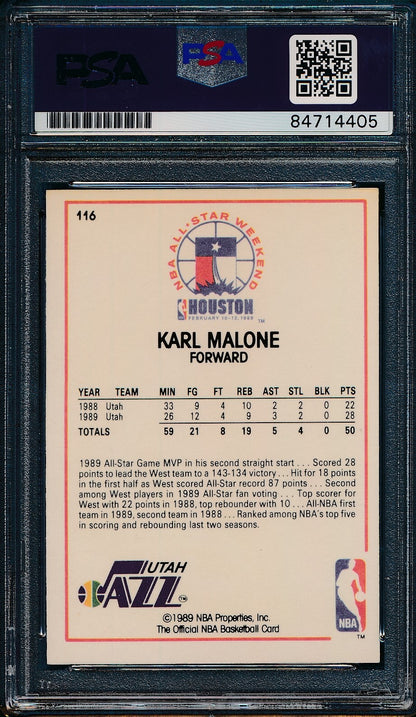 PSA
PSA
84714405
116
NBA ALL-STAR WEEKEND
HOUSTON
FEBRUARY 10-12, 1989
TM
KARL MALONE
FORWARD
YEAR TEAM MIN FG FT REB AST STL BLK PTS
1988 Utah 33 9 4 10 2 2 0 22
1989 Utah 26 12 4 9 3 2 0 28
TOTALS 59 21 8 19 5 4 0 50
1989 All-Star Game MVP in his second straight start . . . Scored 28
points to lead the West team to a 143-134 victory . . . Hit for 18 points
in the first half as West scored All-Star record 87 points . . . Second
among West players in 1989 All-Star fan voting . . . Top scorer for
West with 22 points in 1988, top rebounder with 10 . . . All-NBA first
team in 1989, second team in 1988 . . . Ranked among NBA's top five
in scoring and rebounding last two seasons.
UTAH
JAZZ TM
NBA
TM
©1989 NBA Properties, Inc.
The Official NBA Basketball Card